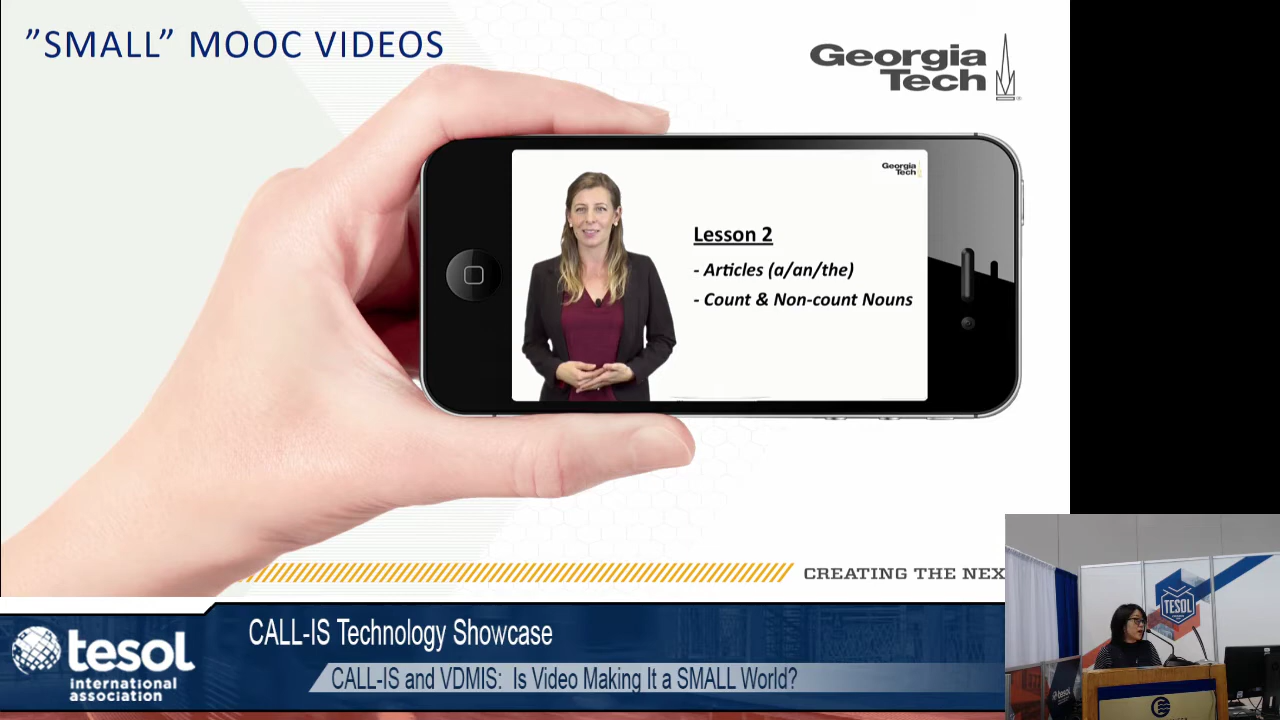 ”SMALL” MOOC VIDEOS
Georgia
Tech
Georgia
Tech
Lesson 2
- Articles (a/an/the)
- Count & Non-count Nouns
CREATING THE NEX
tesol
international
association
CALL-IS Technology Showcase
CALL-IS and VDMIS: Is Video Making It a SMALL World?
TESOL
tesol